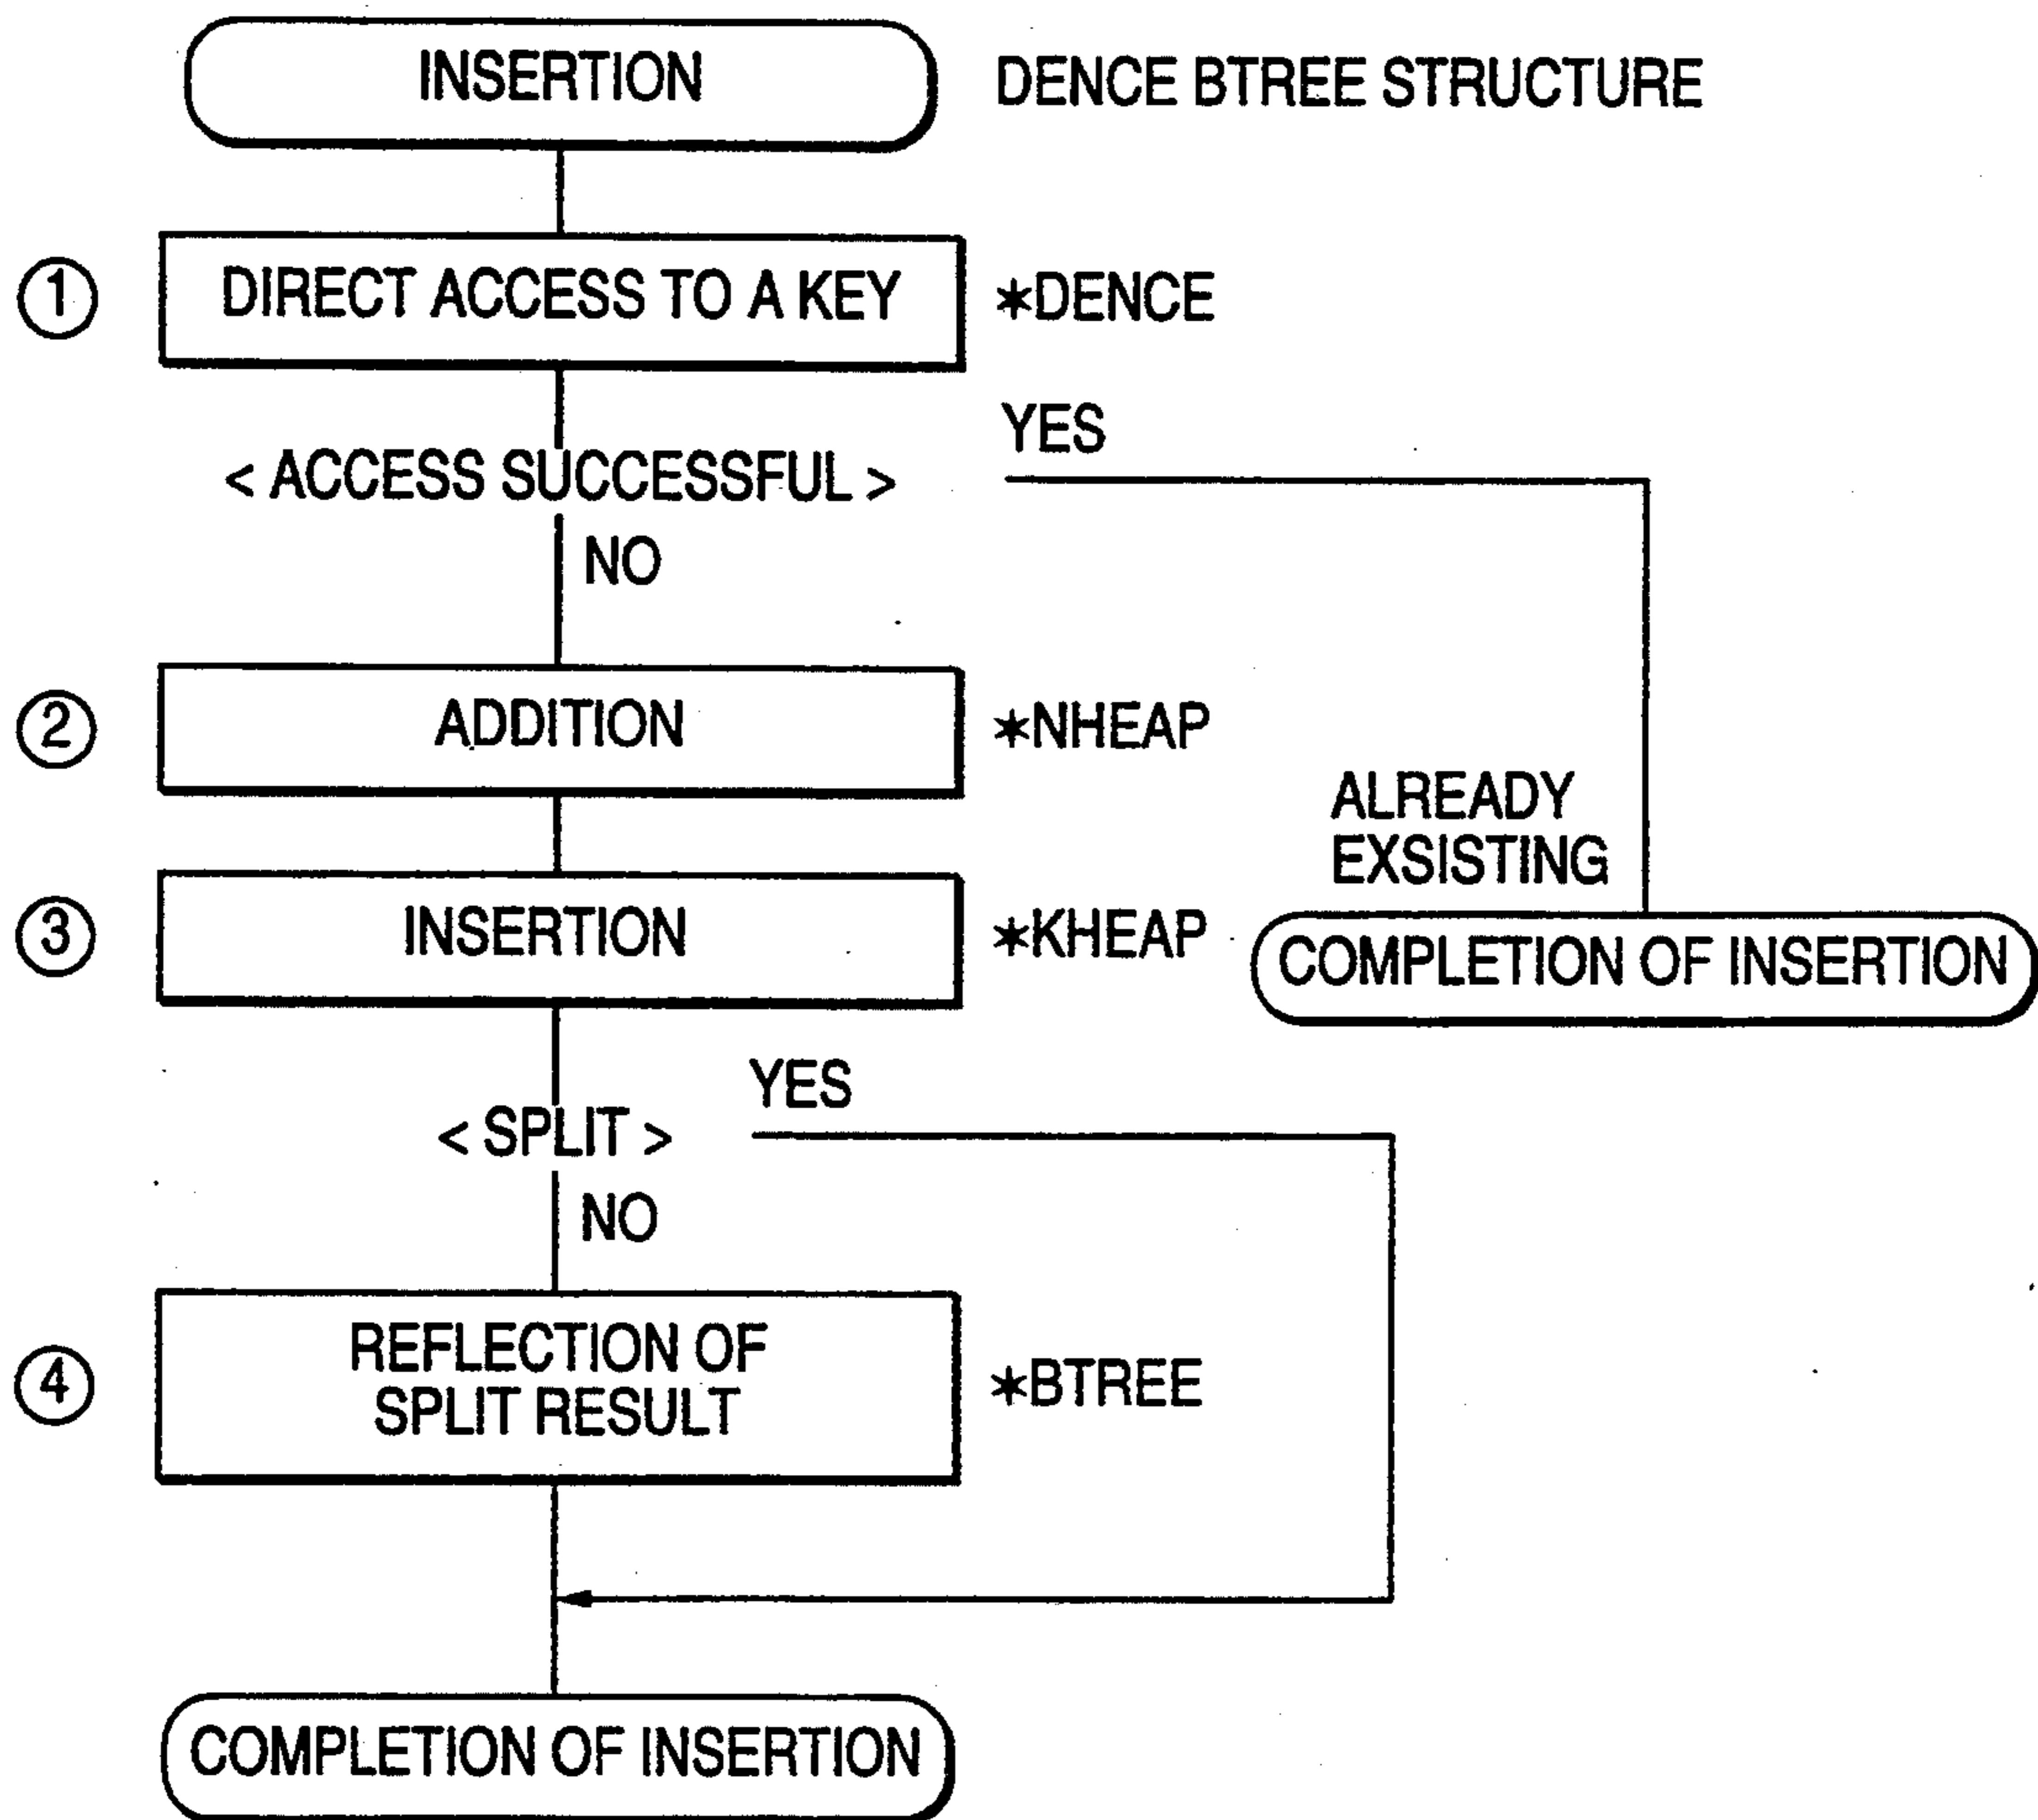 INSERTION
DENCE BTREE STRUCTURE
1
DIRECT ACCESS TO A KEY
*DENCE
YES
< ACCESS SUCCESSFUL >
NO
2
ADDITION
*NHEAP
ALREADY
EXSISTING
3
INSERTION
*KHEAP
COMPLETION OF INSERTION
YES
< SPLIT >
NO
4
REFLECTION OF
SPLIT RESULT
*BTREE
COMPLETION OF INSERTION